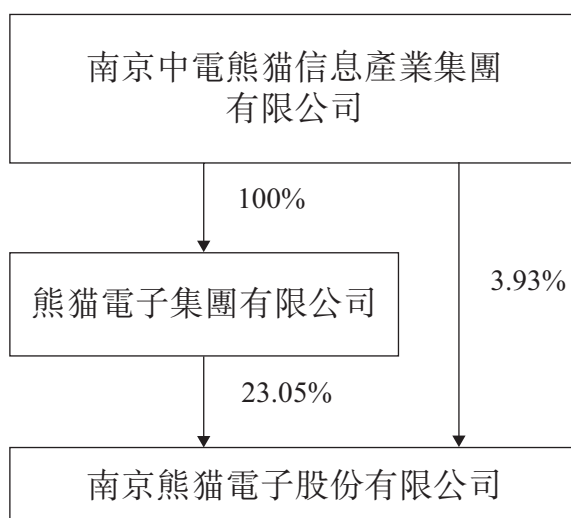 南京中電熊猫信息產業集團
有限公司
100%
熊猫電子集團有限公司
3.93%
23.05%
南京熊猫電子股份有限公司